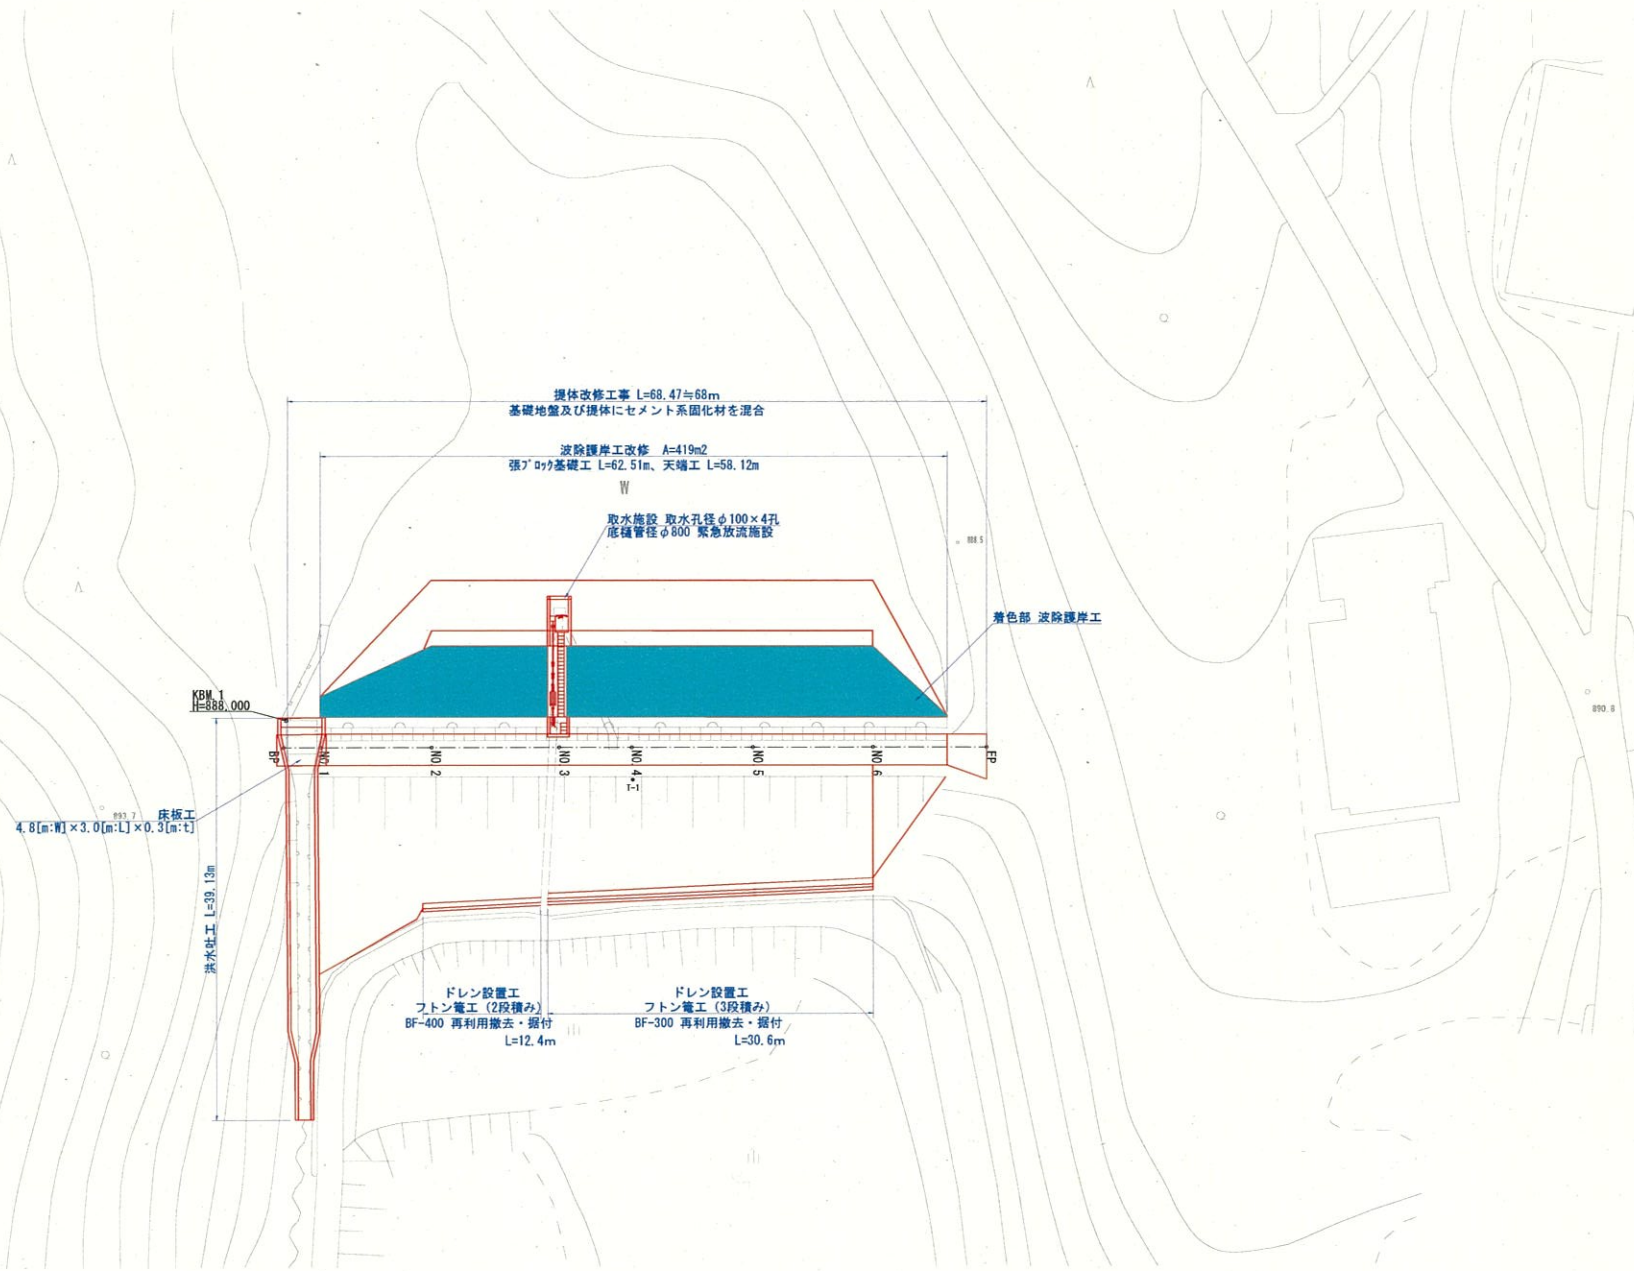 提体改修工事 L=68.47≒68m
基礎地盤及び提体にセメント系固化材を混合
波除護岸工改修 A=419m2
張ブロック基礎工 L=62.51m、天端工 L=58.12m
W
取水施設 取水孔径φ100×4孔
底樋管径φ800 緊急放流施設
888.5
着色部 波除護岸工
KBM.1
H=888.000
890.8
BP
NO.1
NO.2
NO.3
NO.4
NO.5
NO.6
EP
T-1
893.7
床板工
4.8[m:W]×3.0[m:L]×0.3[m:t]
洪水吐工 L=39.13m
ドレン設置工
フトン篭工(2段積み)
BF-400 再利用撤去・据付
L=12.4m
ドレン設置工
フトン篭工(3段積み)
BF-300 再利用撤去・据付
L=30.6m